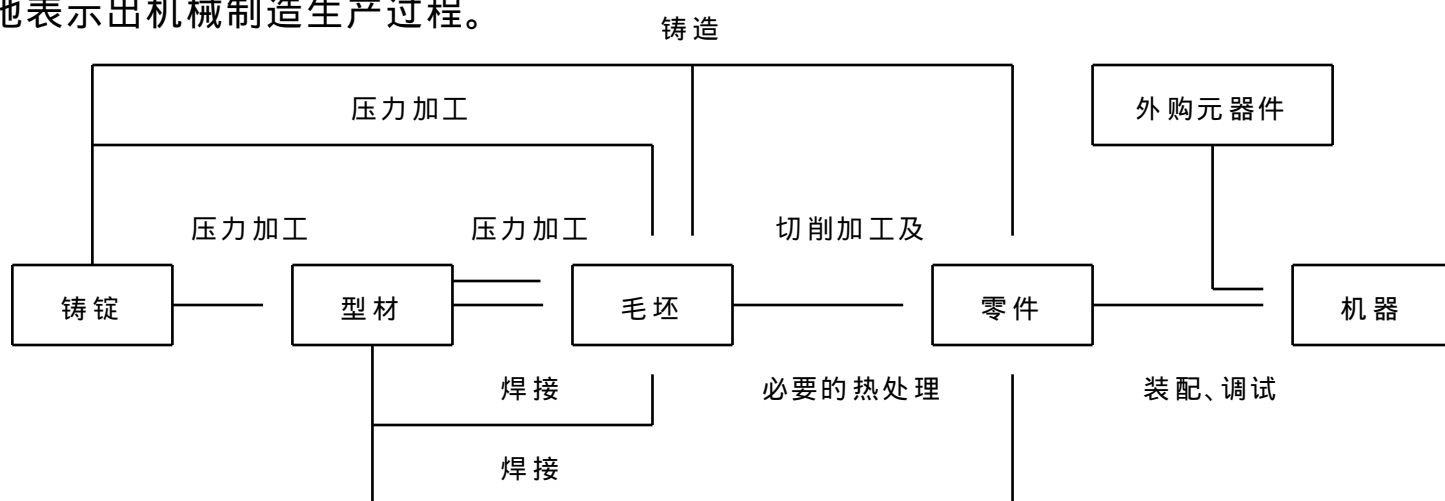 地表示出机械制造生产过程。
铸造
压力加工
外购元器件
压力加工
压力加工
切削加工及
铸锭
型材
毛坯
零件
机器
焊接
必要的热处理
装配、调试
焊接